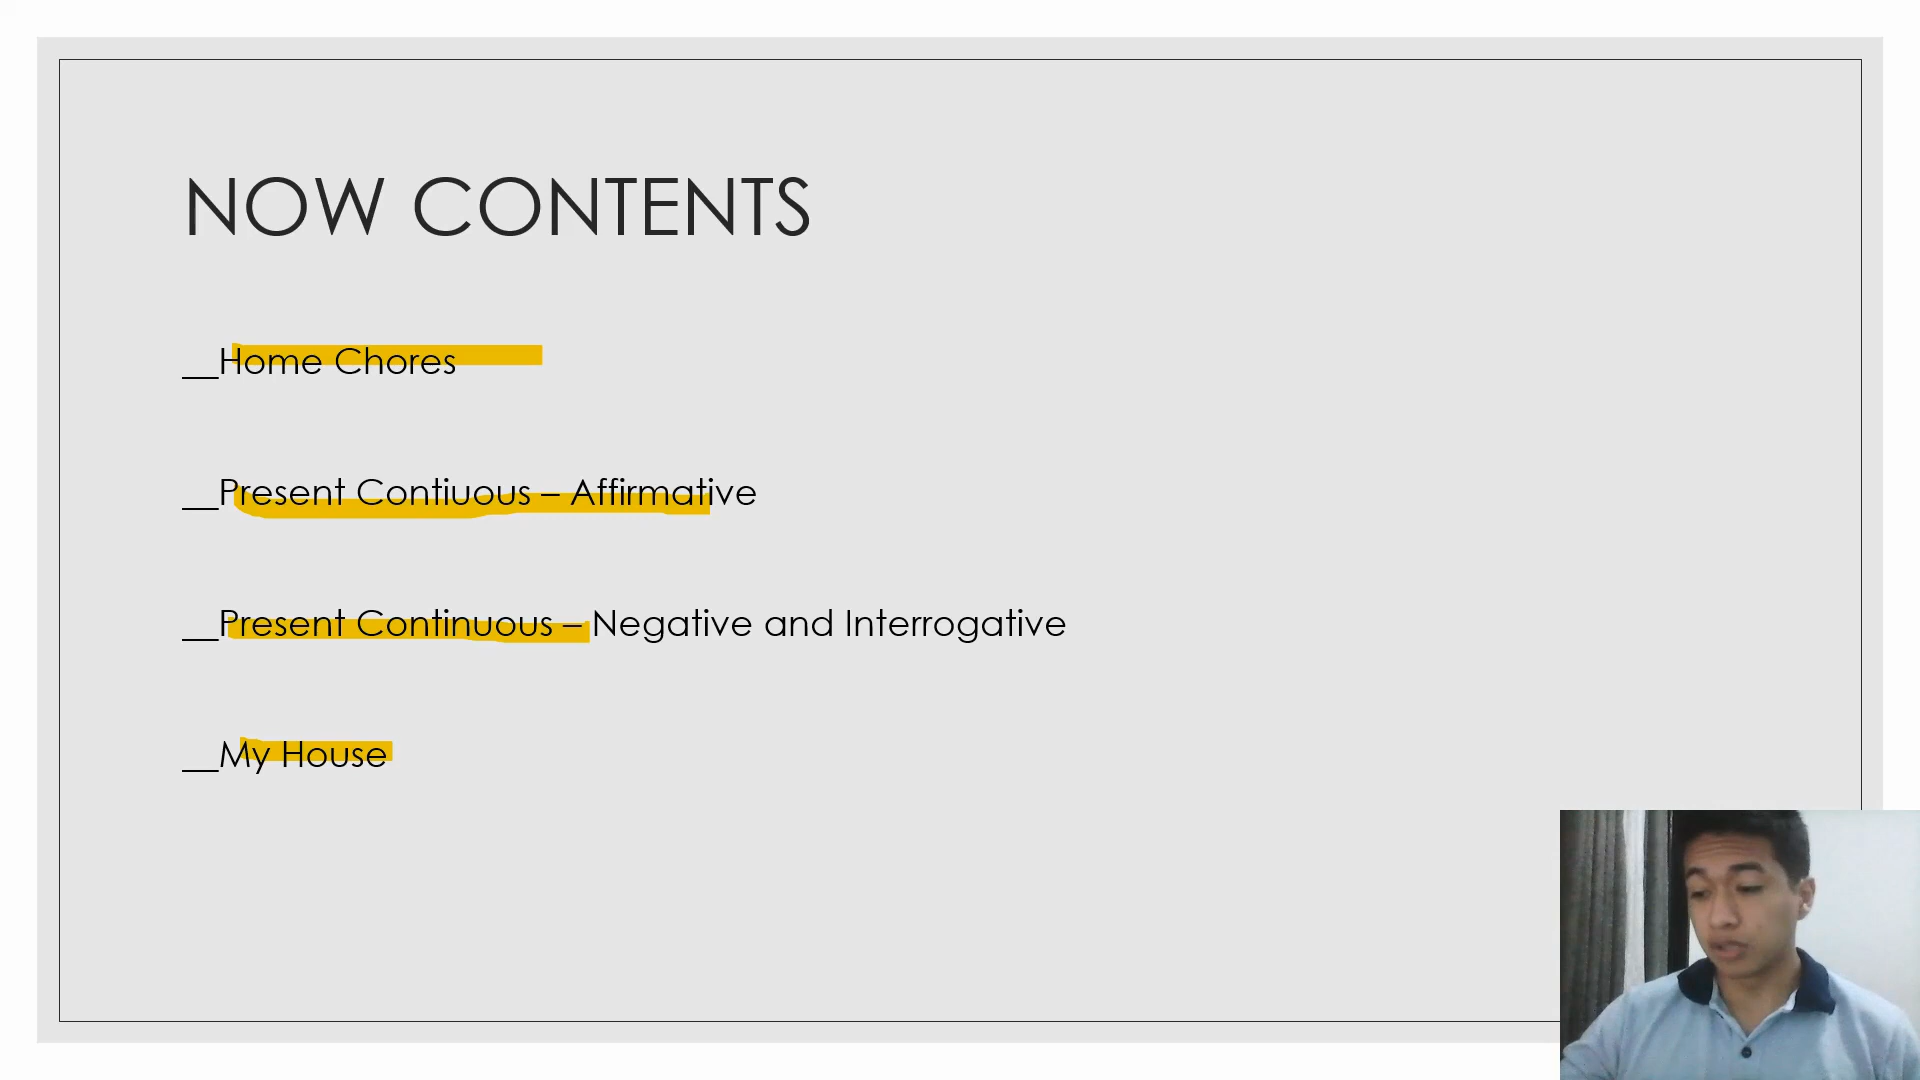 NOW CONTENTS
__Home Chores
__Present Contiuous – Affirmative
__Present Continuous – Negative and Interrogative
__My House